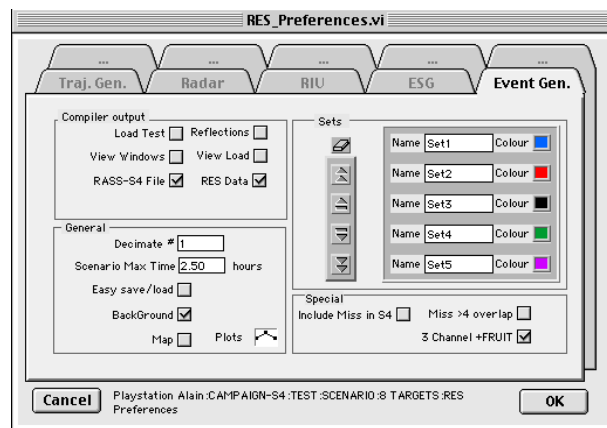 RES_Preferences.vi
... ... ... ... ...
Traj. Gen. Radar RIU ESG Event Gen.
Compiler output
Load Test Reflections
View Windows View Load
RASS-S4 File RES Data
General
Decimate # 1
Scenario Max Time 2.50 hours
Easy save/load
BackGround
Map Plots
Sets
Name Set1 Colour
Name Set2 Colour
Name Set3 Colour
Name Set4 Colour
Name Set5 Colour
Special
Include Miss in S4 Miss >4 overlap
3 Channel +FRUIT
Cancel
Playstation Alain:CAMPAIGN-S4:TEST:SCENARIO:8 TARGETS:RES
Preferences
OK